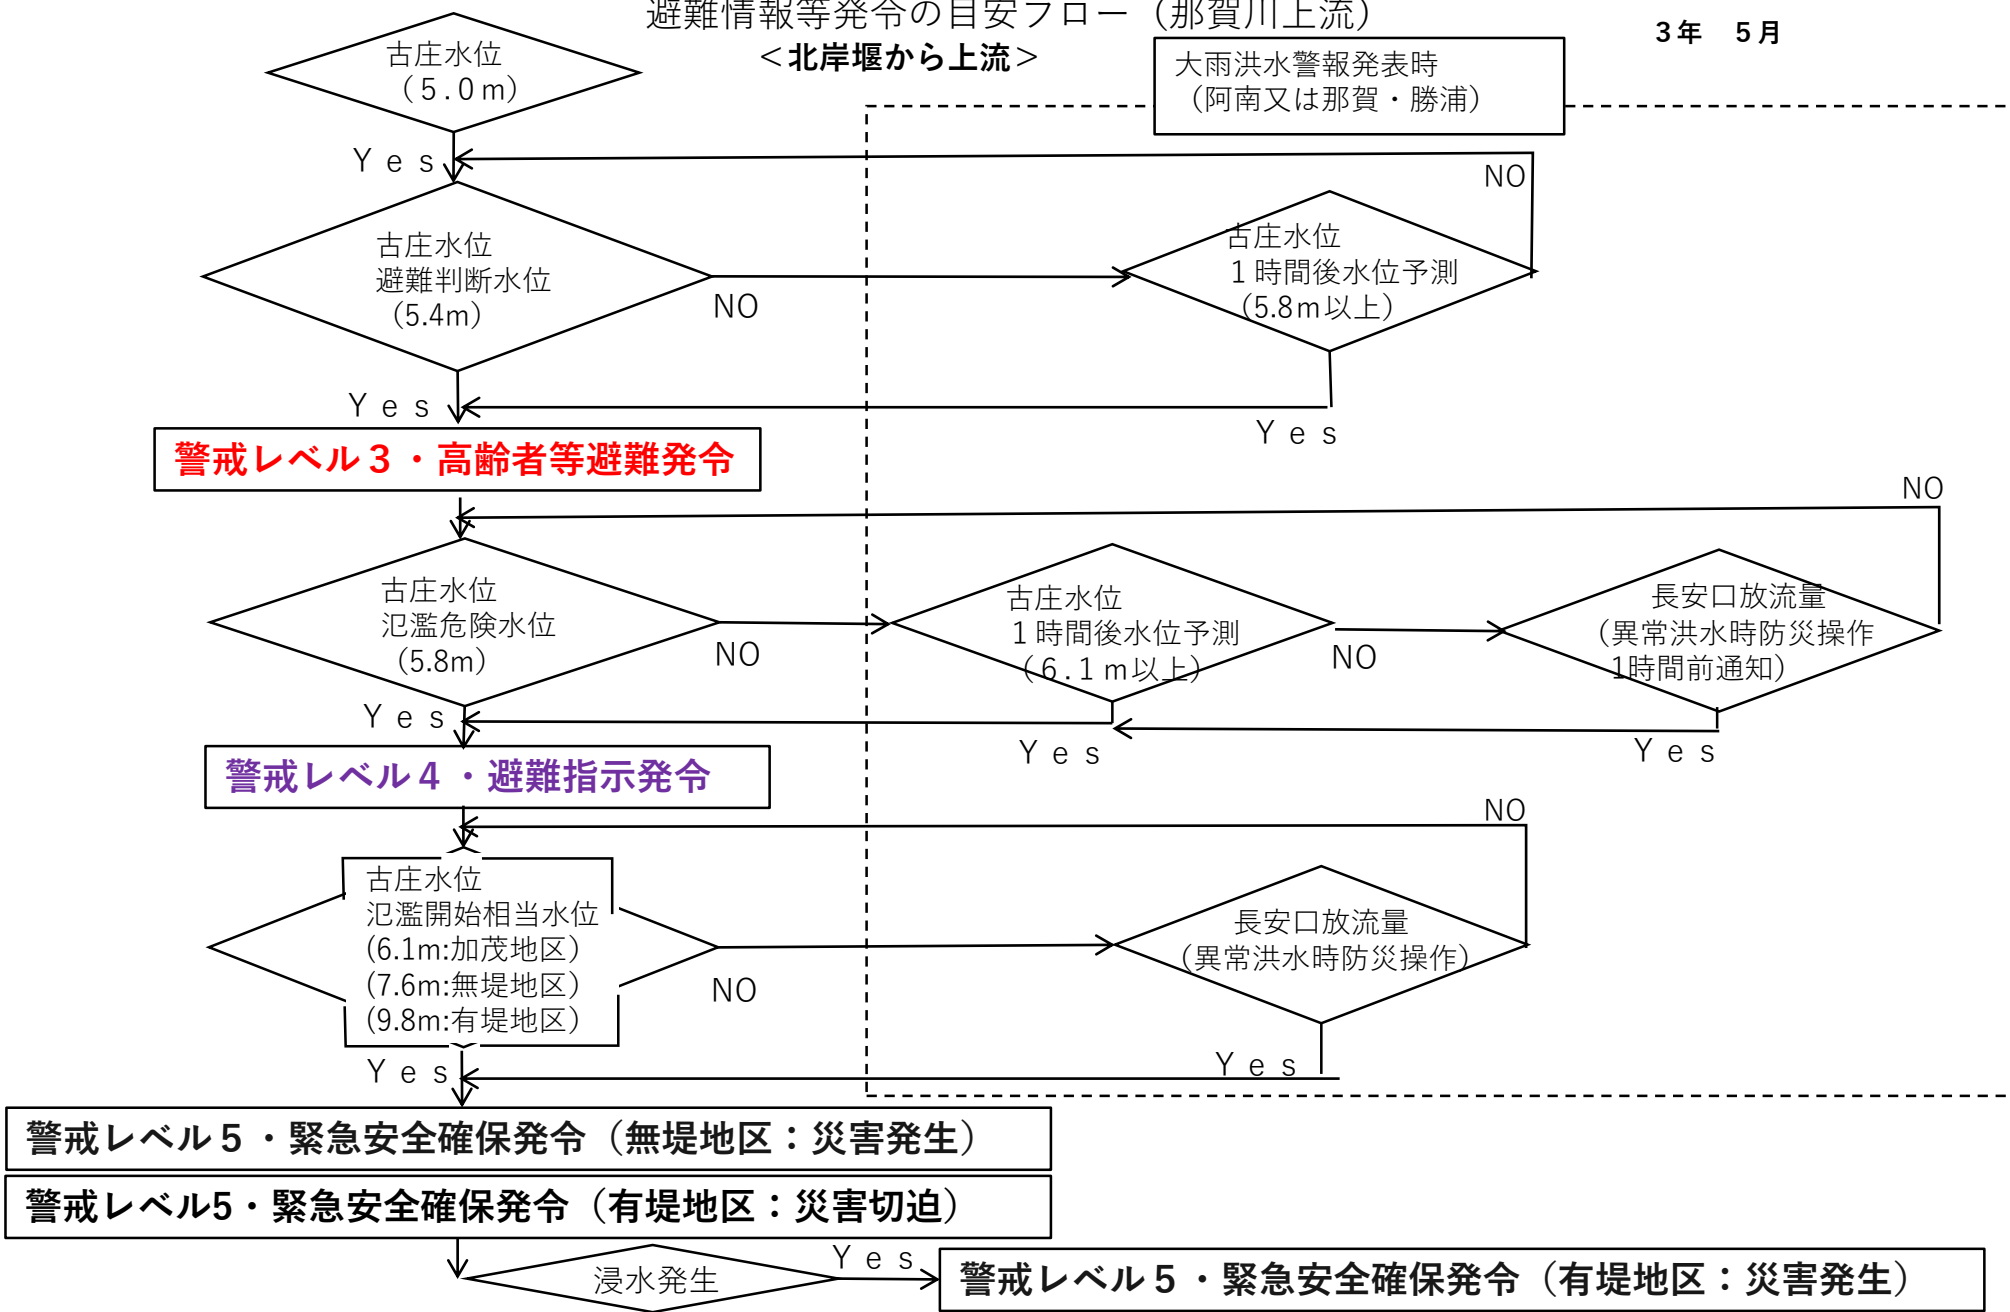 避難情報等発令の目安フロー（那賀川上流）
＜北岸堰から上流＞
３年　５月
古庄水位
（５.０ｍ）
大雨洪水警報発表時
（阿南又は那賀・勝浦）
Ｙｅｓ
NO
古庄水位
避難判断水位
（5.4m）
NO
古庄水位
１時間後水位予測
（5.8ｍ以上）
Ｙｅｓ
Ｙｅｓ
警戒レベル３・高齢者等避難発令
NO
古庄水位
氾濫危険水位
（5.8m）
NO
古庄水位
１時間後水位予測
（６.１ｍ以上）
NO
長安口放流量
（異常洪水時防災操作
1時間前通知）
Ｙｅｓ
Ｙｅｓ
Ｙｅｓ
警戒レベル４・避難指示発令
NO
古庄水位
氾濫開始相当水位
(6.1m:加茂地区）
(7.6m:無堤地区）
(9.8m:有堤地区）
NO
長安口放流量
（異常洪水時防災操作）
Ｙｅｓ
Ｙｅｓ
警戒レベル５・緊急安全確保発令（無堤地区：災害発生）
警戒レベル5・緊急安全確保発令（有堤地区：災害切迫）
浸水発生
Ｙｅｓ
警戒レベル５・緊急安全確保発令（有堤地区：災害発生）